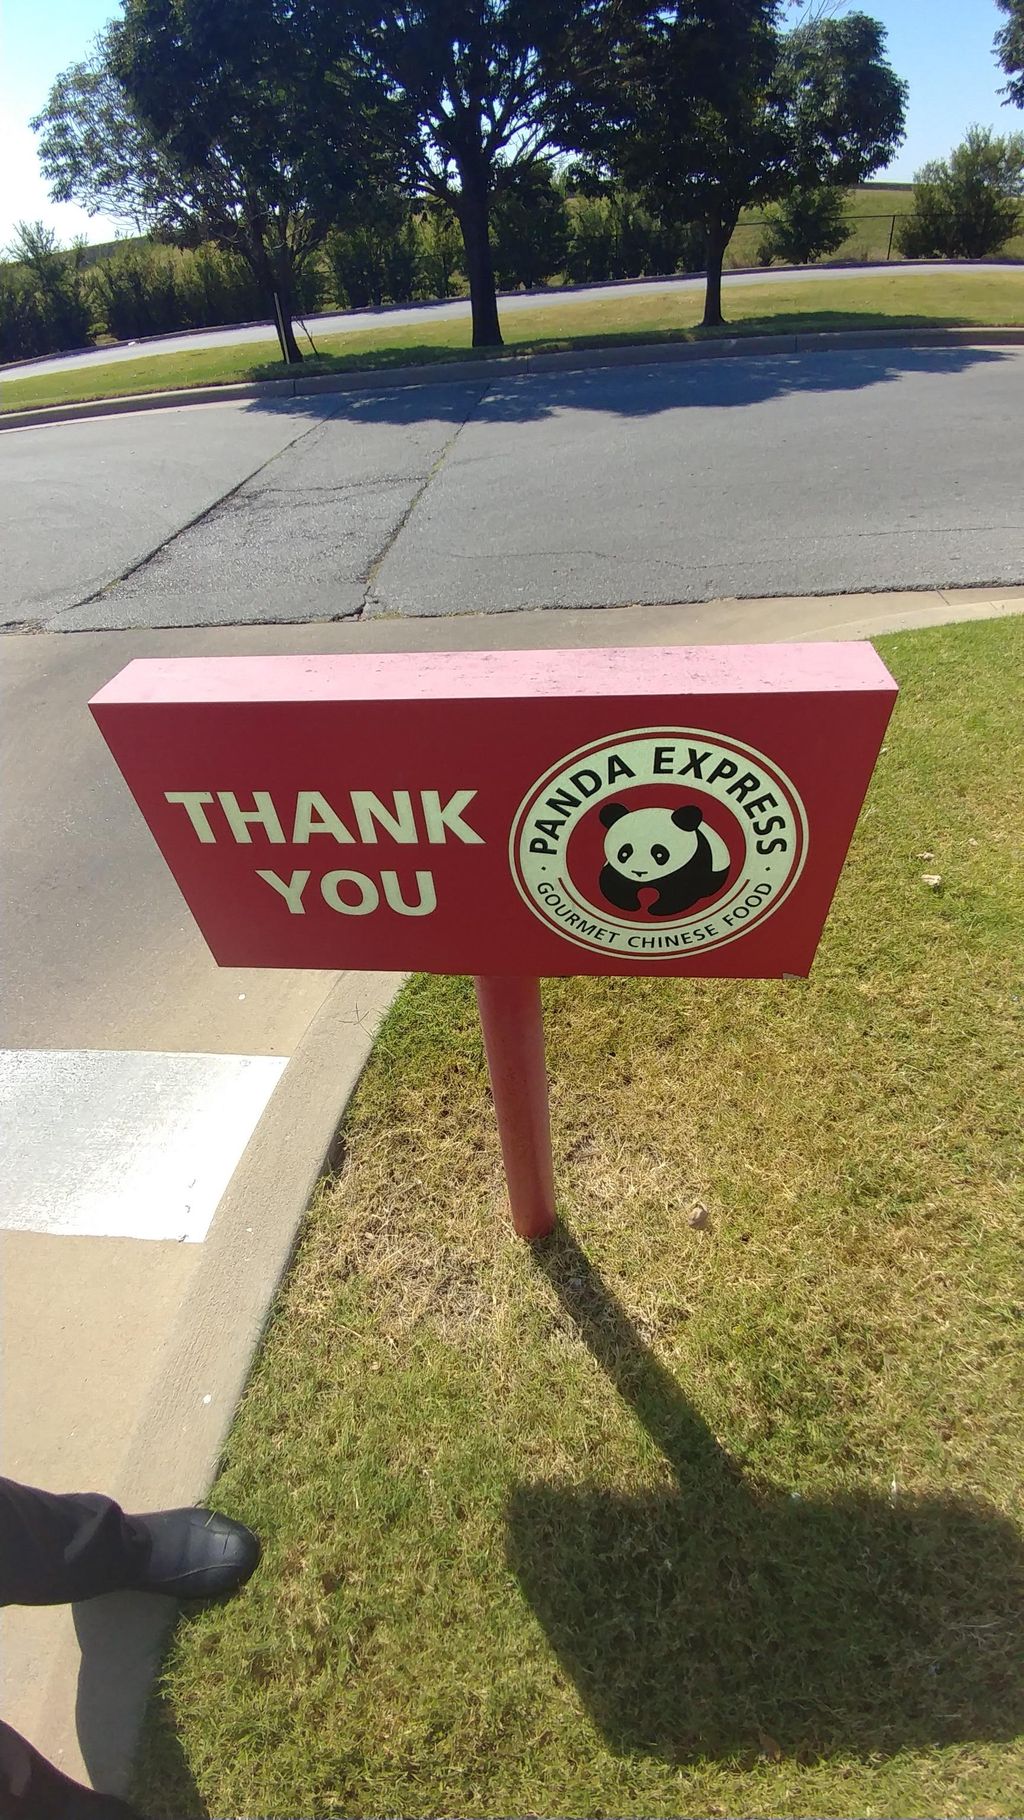 THANK
YOU
PANDA EXPRESS
· GOURMET CHINESE FOOD ·